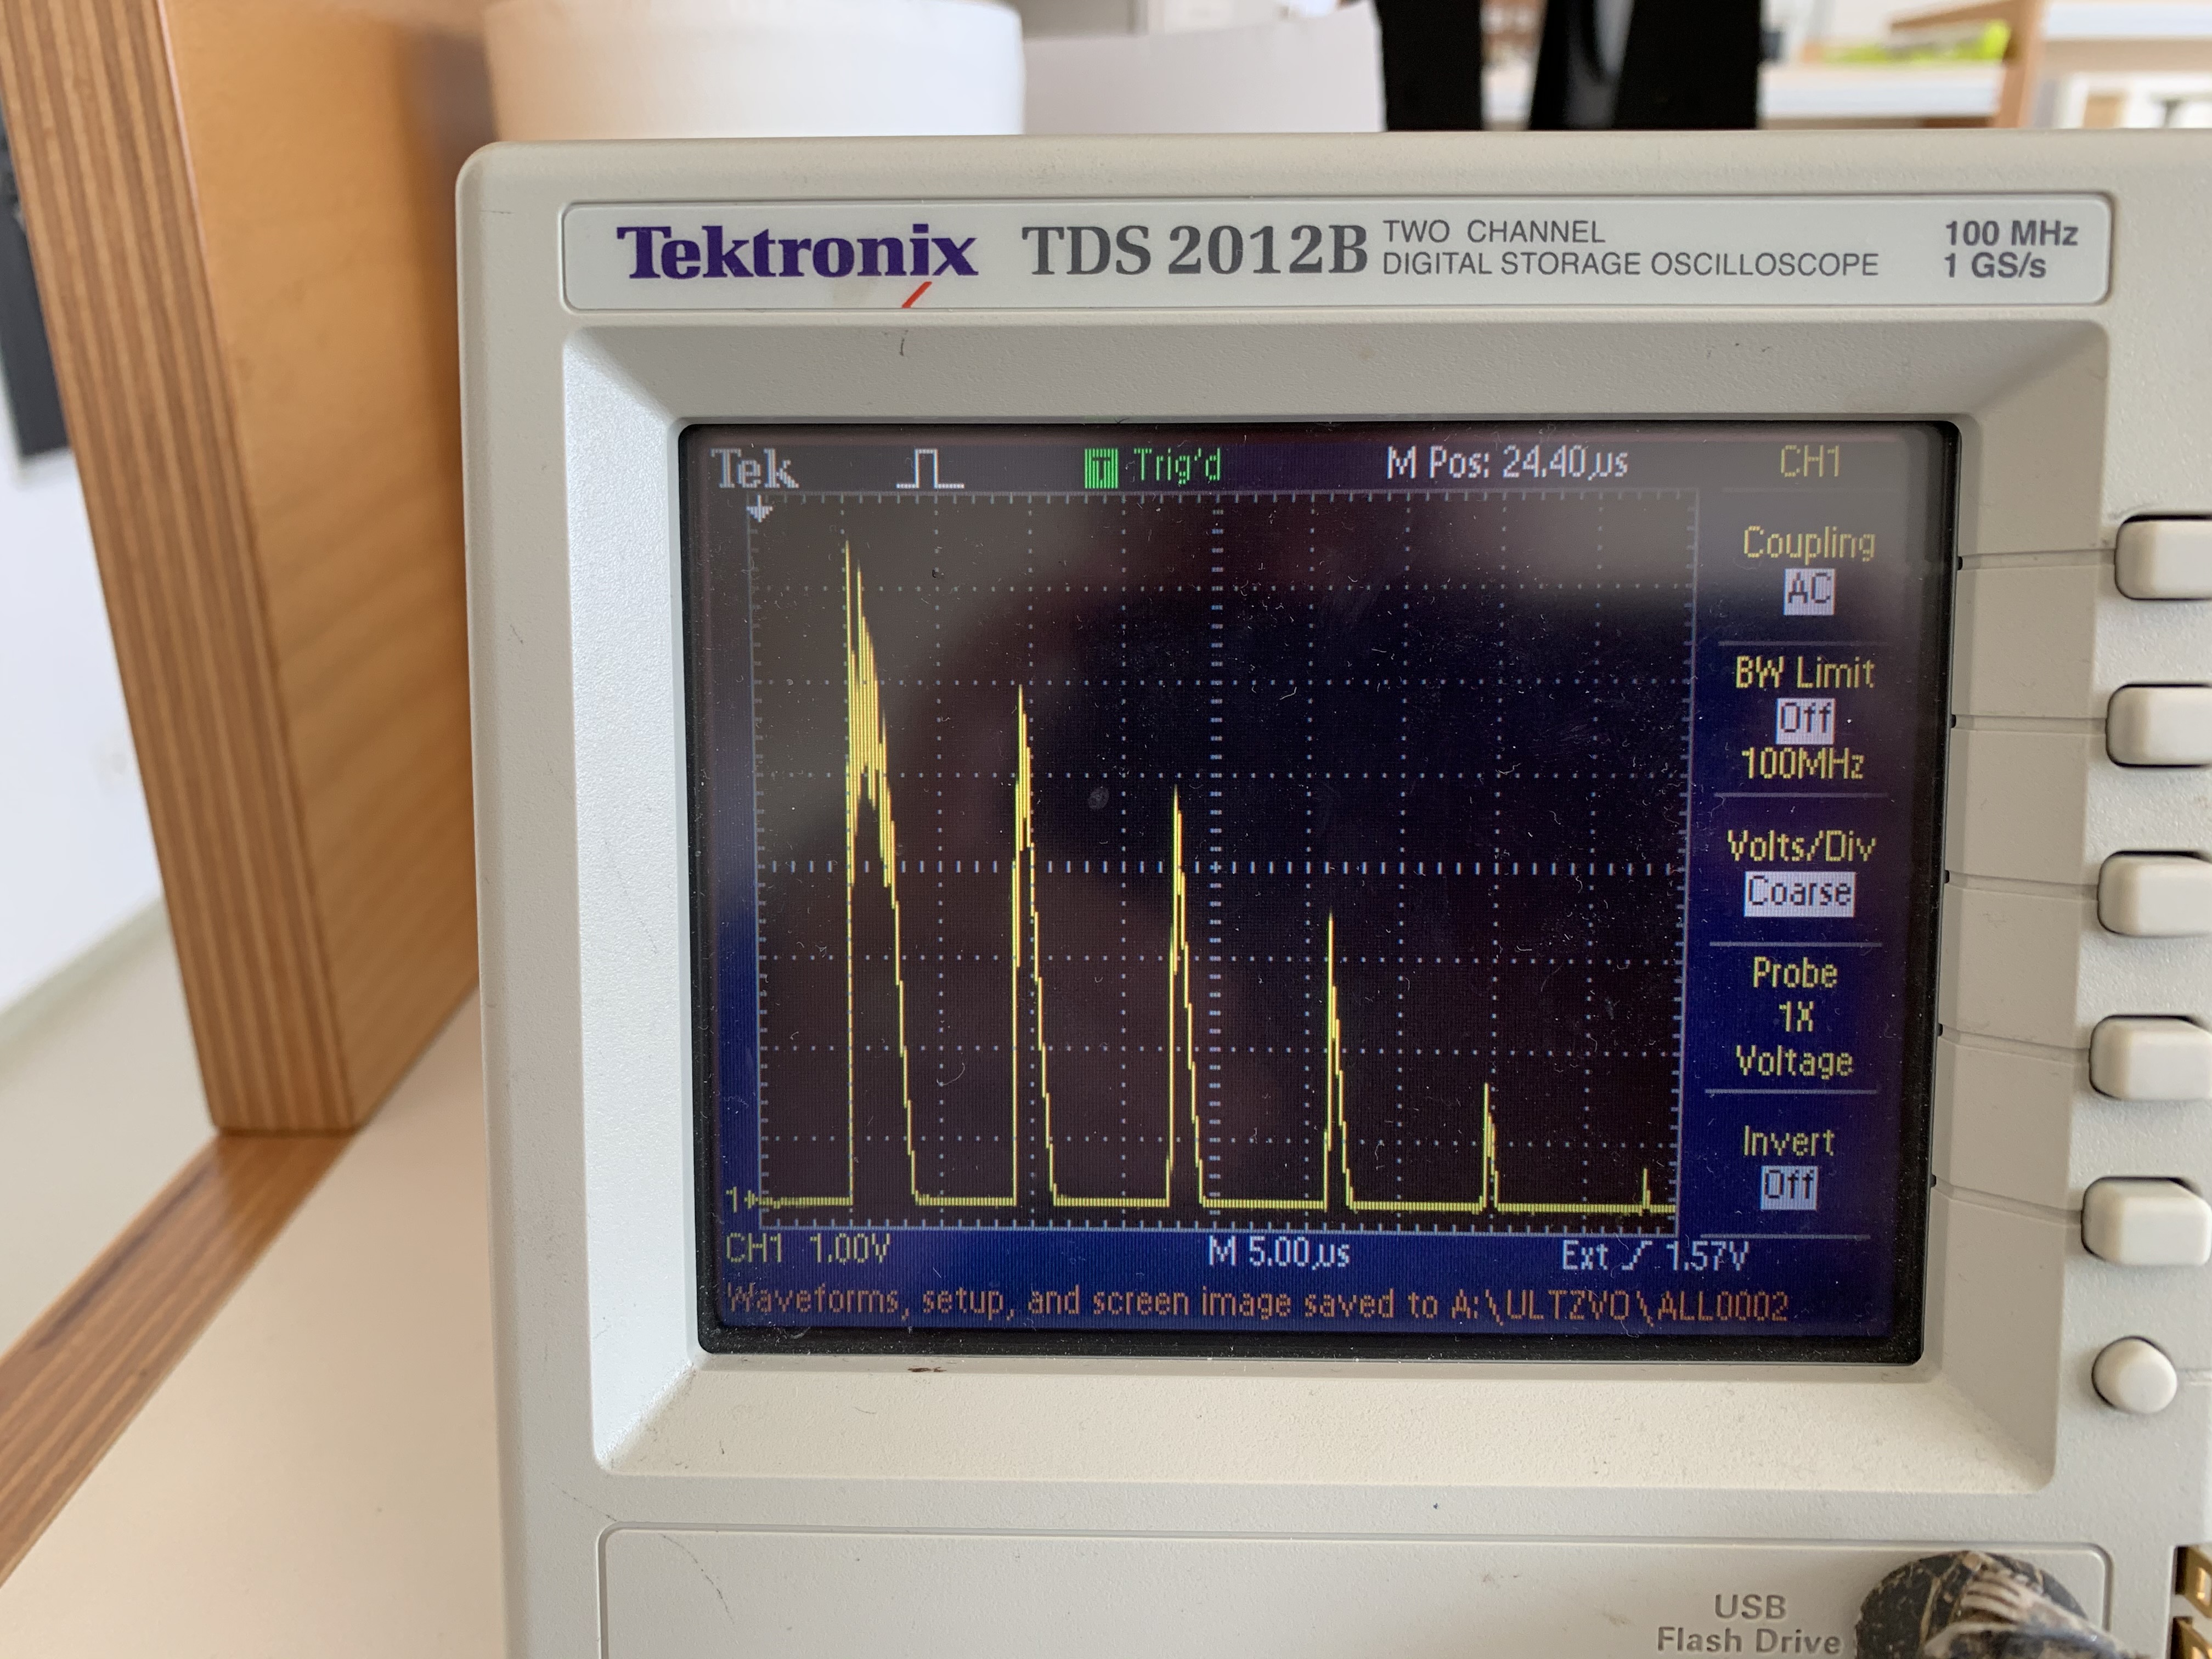 Tektronix TDS 2012B TWO CHANNEL DIGITAL STORAGE OSCILLOSCOPE 100 MHz 1 GS/s
Tek T Trig'd M Pos: 24.40µs CH1
Coupling
AC
BW Limit
Off
100MHz
Volts/Div
Coarse
Probe
1X
Voltage
Invert
Off
1
CH1 1.00V M 5.00µs Ext 1.57V
Waveforms, setup, and screen image saved to A:\ULTZVO\ALL0002
USB
Flash Drive